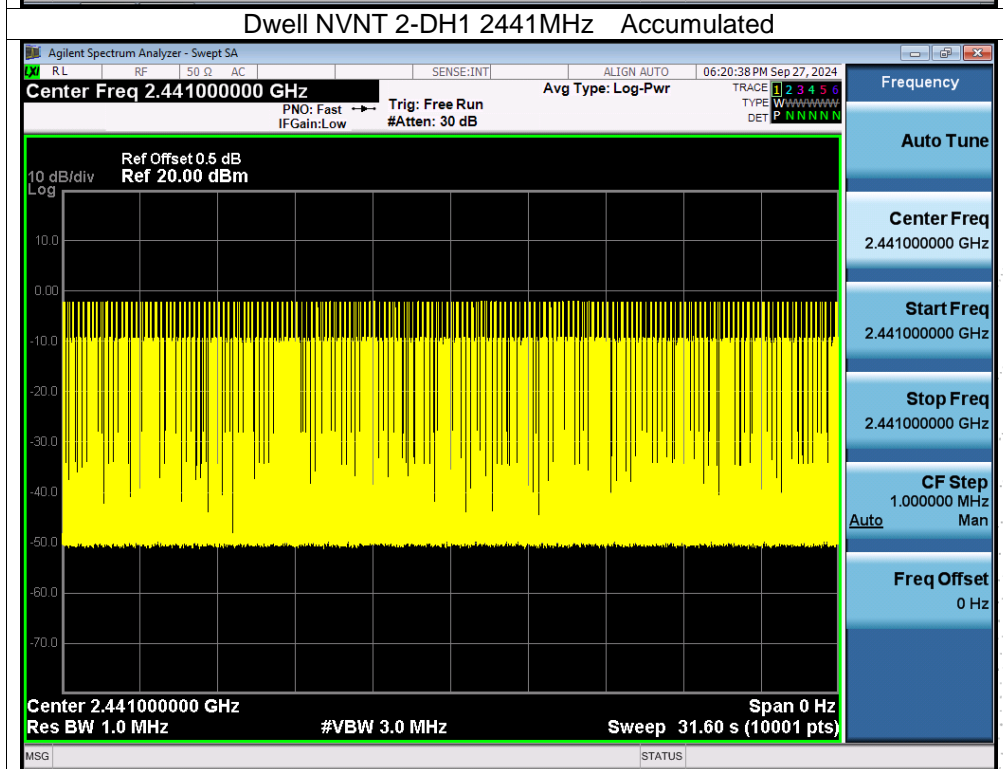 Dwell NVNT 2-DH1 2441MHz Accumulated
Agilent Spectrum Analyzer - Swept SA
LXI RL RF 50 Ω AC SENSE:INT ALIGN AUTO 06:20:38 PM Sep 27, 2024
Center Freq 2.441000000 GHz
PNO: Fast
IFGain:Low
Trig: Free Run
#Atten: 30 dB
Avg Type: Log-Pwr
TRACE 1 2 3 4 5 6
TYPE WWWWWWW
DET P N N N N N
Ref Offset 0.5 dB
10 dB/div Ref 20.00 dBm
Log
10.0
0.00
-10.0
-20.0
-30.0
-40.0
-50.0
-60.0
-70.0
Center 2.441000000 GHz Span 0 Hz
Res BW 1.0 MHz #VBW 3.0 MHz Sweep 31.60 s (10001 pts)
MSG STATUS
Frequency
Auto Tune
Center Freq
2.441000000 GHz
Start Freq
2.441000000 GHz
Stop Freq
2.441000000 GHz
CF Step
1.000000 MHz
Auto Man
Freq Offset
0 Hz